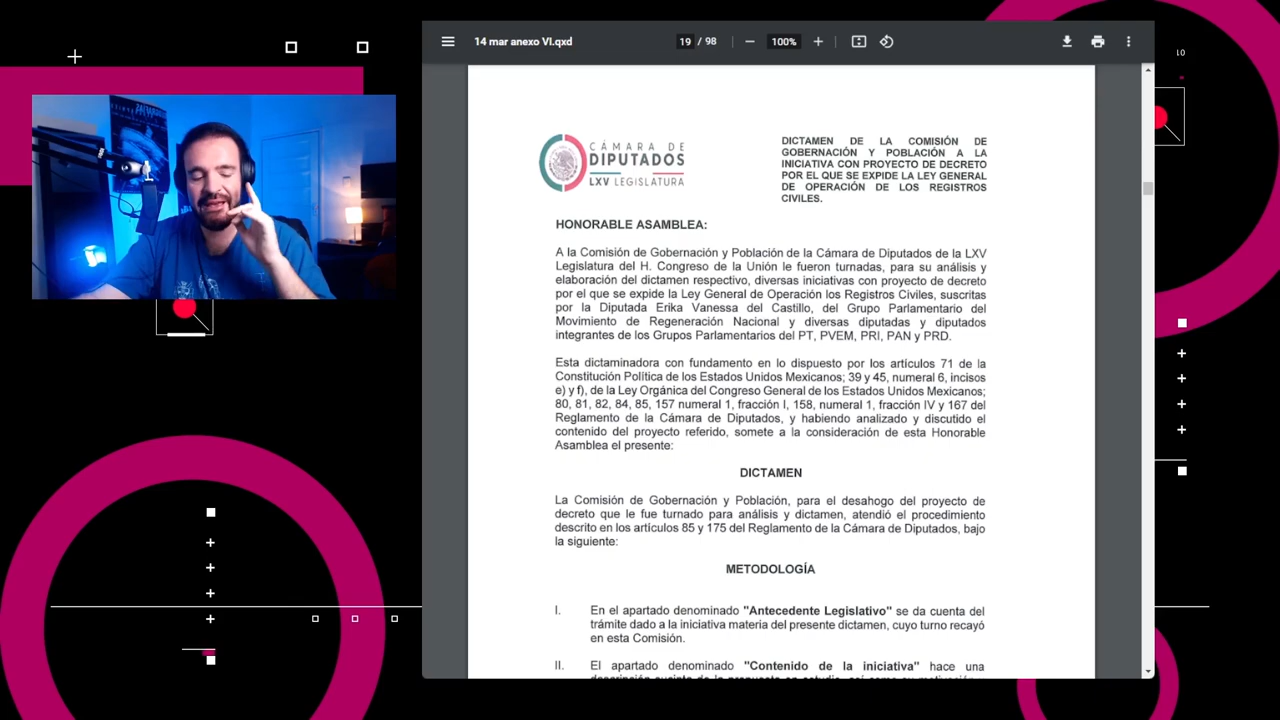 14 mar anexo VI.qxd
19 / 98
100%
10
CÁMARA DE
DIPUTADOS
LXV LEGISLATURA
DICTAMEN DE LA COMISIÓN DE
GOBERNACIÓN Y POBLACIÓN A LA
INICIATIVA CON PROYECTO DE DECRETO
POR EL QUE SE EXPIDE LA LEY GENERAL
DE OPERACIÓN DE LOS REGISTROS
CIVILES.
HONORABLE ASAMBLEA:
A la Comisión de Gobernación y Población de la Cámara de Diputados de la LXV
Legislatura del H. Congreso de la Unión le fueron turnadas, para su análisis y
elaboración del dictamen respectivo, diversas iniciativas con proyecto de decreto
por el que se expide la Ley General de Operación los Registros Civiles, suscritas
por la Diputada Erika Vanessa del Castillo, del Grupo Parlamentario del
Movimiento de Regeneración Nacional y diversas diputadas y diputados
integrantes de los Grupos Parlamentarios del PT, PVEM, PRI, PAN y PRD.
Esta dictaminadora con fundamento en lo dispuesto por los artículos 71 de la
Constitución Política de los Estados Unidos Mexicanos; 39 y 45, numeral 6, incisos
e) y f), de la Ley Orgánica del Congreso General de los Estados Unidos Mexicanos;
80, 81, 82, 84, 85, 157 numeral 1, fracción I, 158, numeral 1, fracción IV y 167 del
Reglamento de la Cámara de Diputados, y habiendo analizado y discutido el
contenido del proyecto referido, somete a la consideración de esta Honorable
Asamblea el presente:
DICTAMEN
La Comisión de Gobernación y Población, para el desahogo del proyecto de
decreto que le fue turnado para análisis y dictamen, atendió el procedimiento
descrito en los artículos 85 y 175 del Reglamento de la Cámara de Diputados, bajo
la siguiente:
METODOLOGÍA
I. En el apartado denominado "Antecedente Legislativo" se da cuenta del
trámite dado a la iniciativa materia del presente dictamen, cuyo turno recayó
en esta Comisión.
II. El apartado denominado "Contenido de la iniciativa" hace una